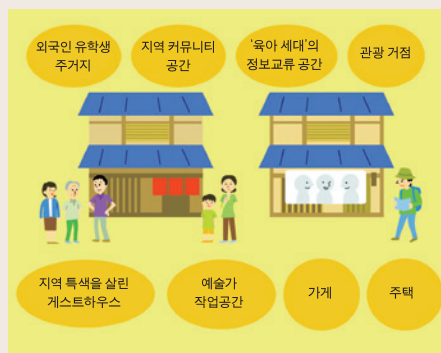 외국인 유학생
주거지
지역 커뮤니티
공간
‘육아 세대’의
정보교류 공간
관광 거점
지역 특색을 살린
게스트하우스
예술가
작업공간
가게
주택